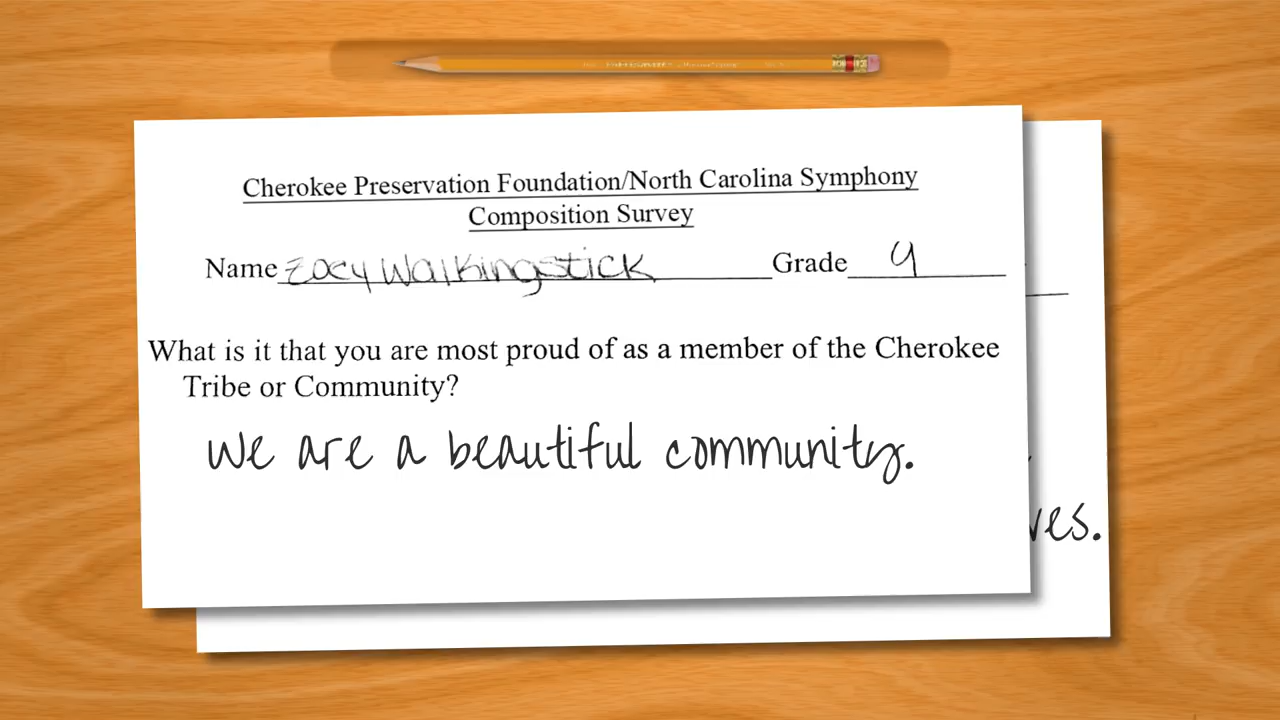 Cherokee Preservation Foundation/North Carolina Symphony
Composition Survey
Name Zoey Walkingstick Grade 9
What is it that you are most proud of as a member of the Cherokee
Tribe or Community?
We are a beautiful community.
ves.